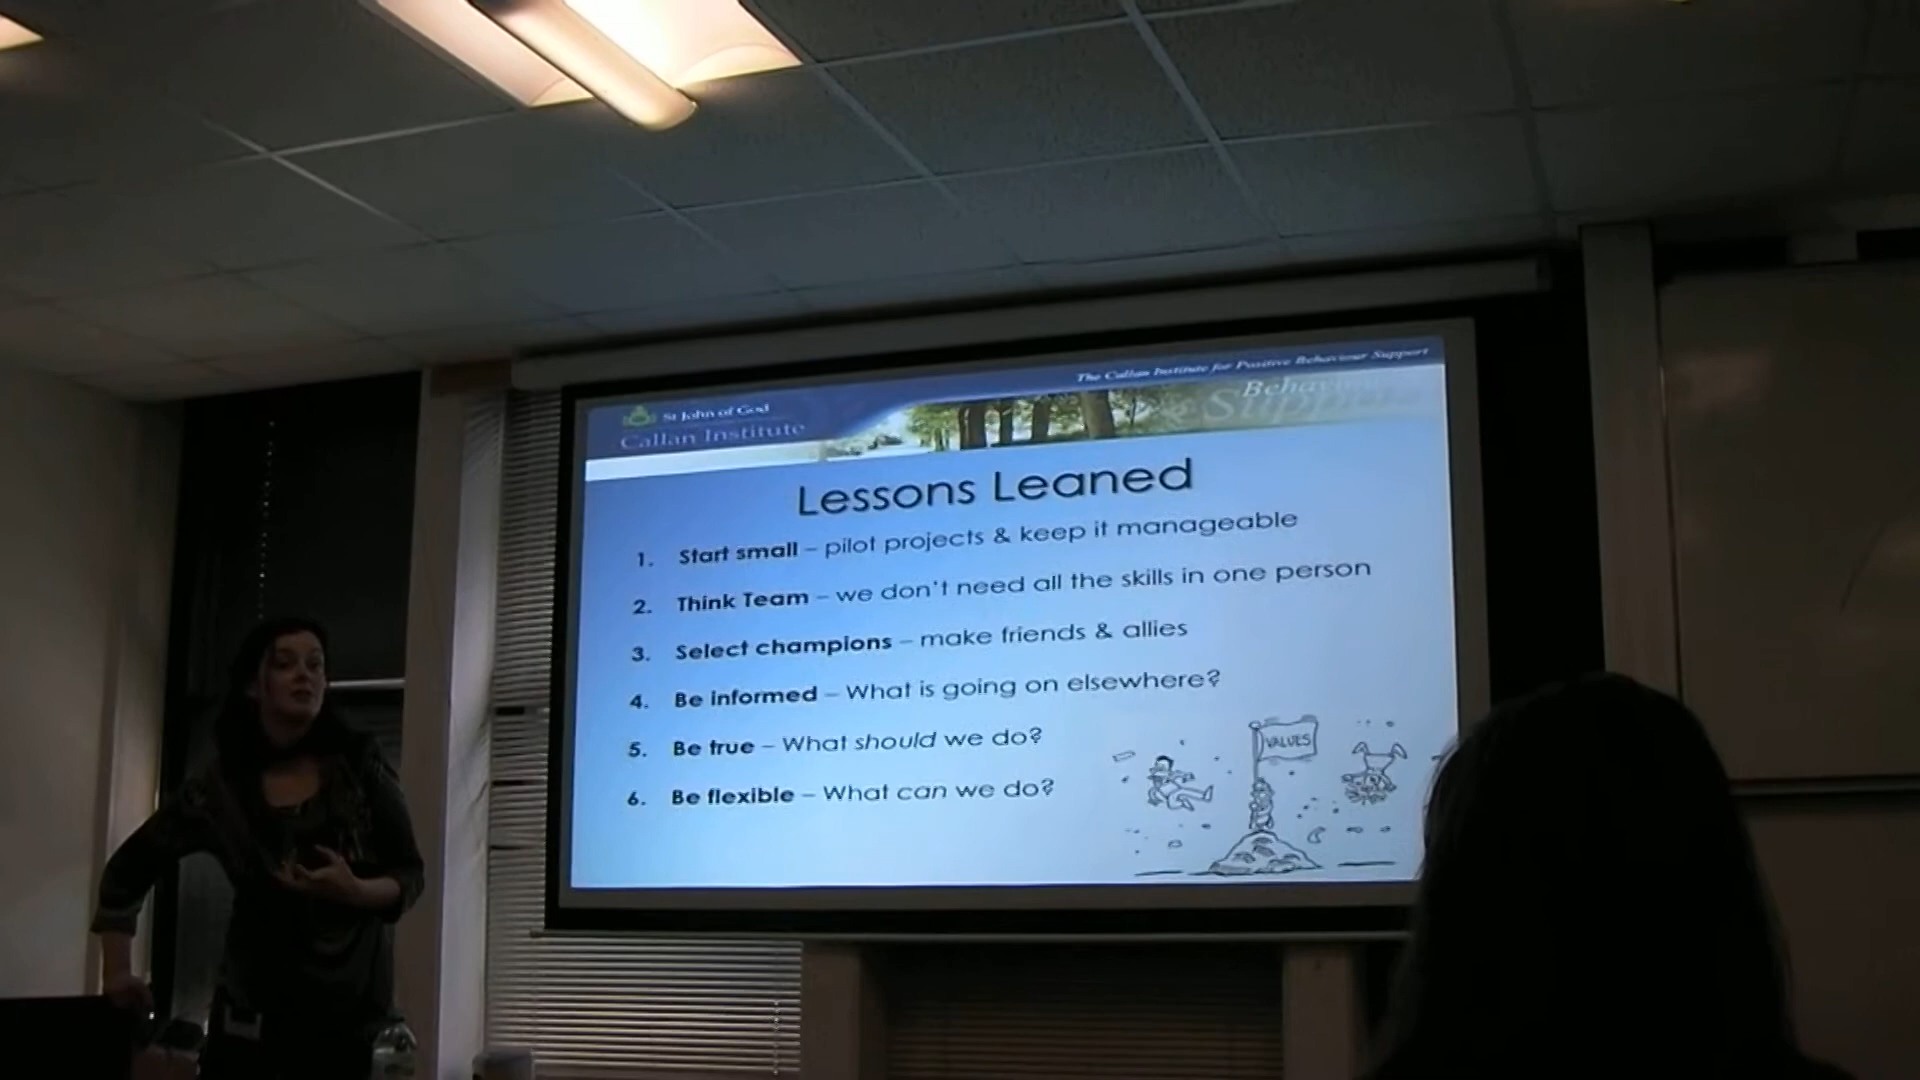 The Callan Institute for Positive Behaviour Support
St John of God
Callan Institute
Behaviour
Support
Lessons Leaned
1. Start small – pilot projects & keep it manageable
2. Think Team – we don't need all the skills in one person
3. Select champions – make friends & allies
4. Be informed – What is going on elsewhere?
5. Be true – What should we do?
6. Be flexible – What can we do?
VALUES